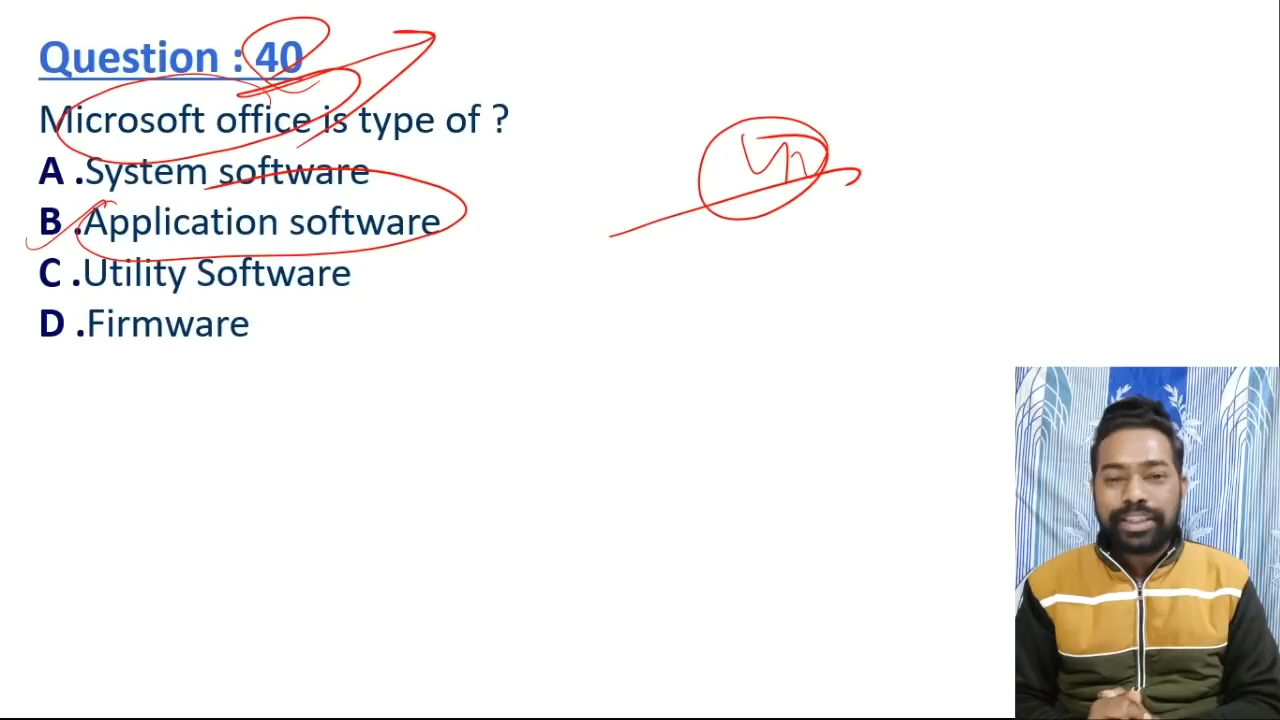 Question : 40
Microsoft office is type of ?
A .System software
B .Application software
C .Utility Software
D .Firmware